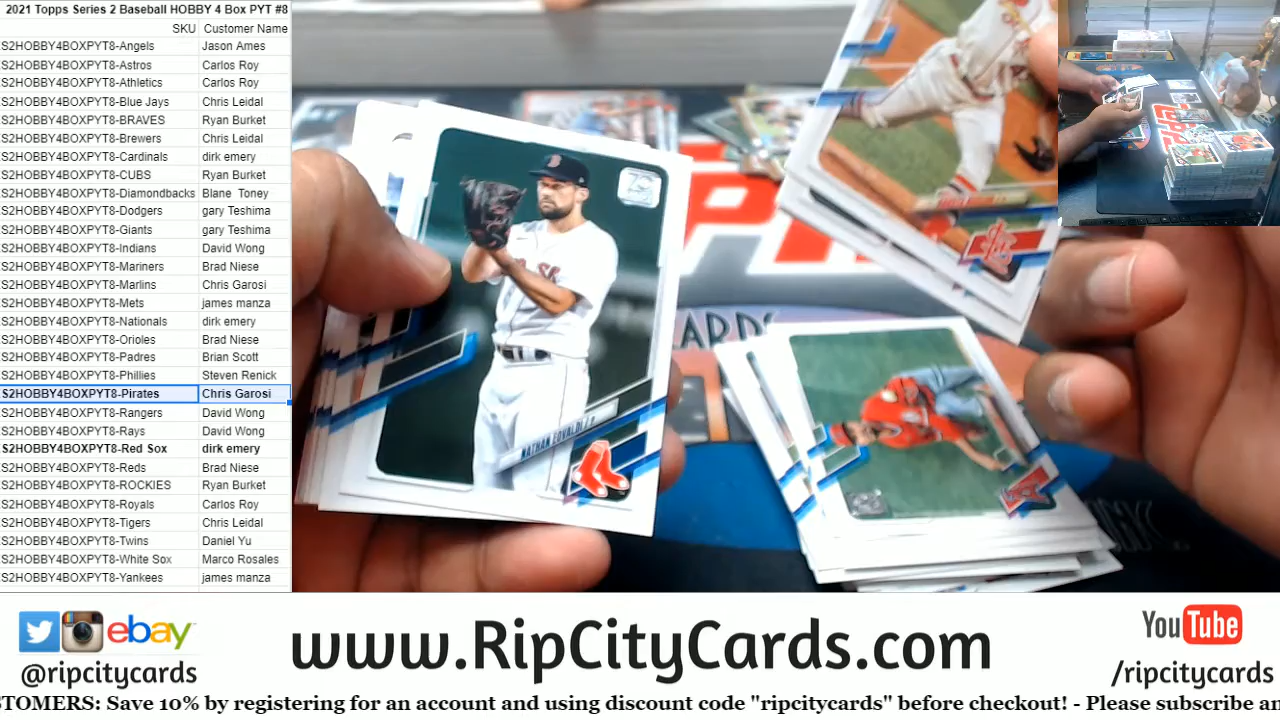 2021 Topps Series 2 Baseball HOBBY 4 Box PYT #8
SKU Customer Name
S2HOBBY4BOXPYT8-Angels Jason Ames
S2HOBBY4BOXPYT8-Astros Carlos Roy
S2HOBBY4BOXPYT8-Athletics Carlos Roy
S2HOBBY4BOXPYT8-Blue Jays Chris Leidal
S2HOBBY4BOXPYT8-BRAVES Ryan Burket
S2HOBBY4BOXPYT8-Brewers Chris Leidal
S2HOBBY4BOXPYT8-Cardinals dirk emery
S2HOBBY4BOXPYT8-CUBS Ryan Burket
S2HOBBY4BOXPYT8-Diamondbacks Blane Toney
S2HOBBY4BOXPYT8-Dodgers gary Teshima
S2HOBBY4BOXPYT8-Giants gary Teshima
S2HOBBY4BOXPYT8-Indians David Wong
S2HOBBY4BOXPYT8-Mariners Brad Niese
S2HOBBY4BOXPYT8-Marlins Chris Garosi
S2HOBBY4BOXPYT8-Mets james manza
S2HOBBY4BOXPYT8-Nationals dirk emery
S2HOBBY4BOXPYT8-Orioles Brad Niese
S2HOBBY4BOXPYT8-Padres Brian Scott
S2HOBBY4BOXPYT8-Phillies Steven Renick
S2HOBBY4BOXPYT8-Pirates Chris Garosi
S2HOBBY4BOXPYT8-Rangers David Wong
S2HOBBY4BOXPYT8-Rays David Wong
S2HOBBY4BOXPYT8-Red Sox dirk emery
S2HOBBY4BOXPYT8-Reds Brad Niese
S2HOBBY4BOXPYT8-ROCKIES Ryan Burket
S2HOBBY4BOXPYT8-Royals Carlos Roy
S2HOBBY4BOXPYT8-Tigers Chris Leidal
S2HOBBY4BOXPYT8-Twins Daniel Yu
S2HOBBY4BOXPYT8-White Sox Marco Rosales
S2HOBBY4BOXPYT8-Yankees james manza
NATHAN EOVALDI
CARDS
ebay
@ripcitycards
www.RipCityCards.com
YouTube
/ripcitycards
STOMERS: Save 10% by registering for an account and using discount code "ripcitycards" before checkout! - Please subscribe an